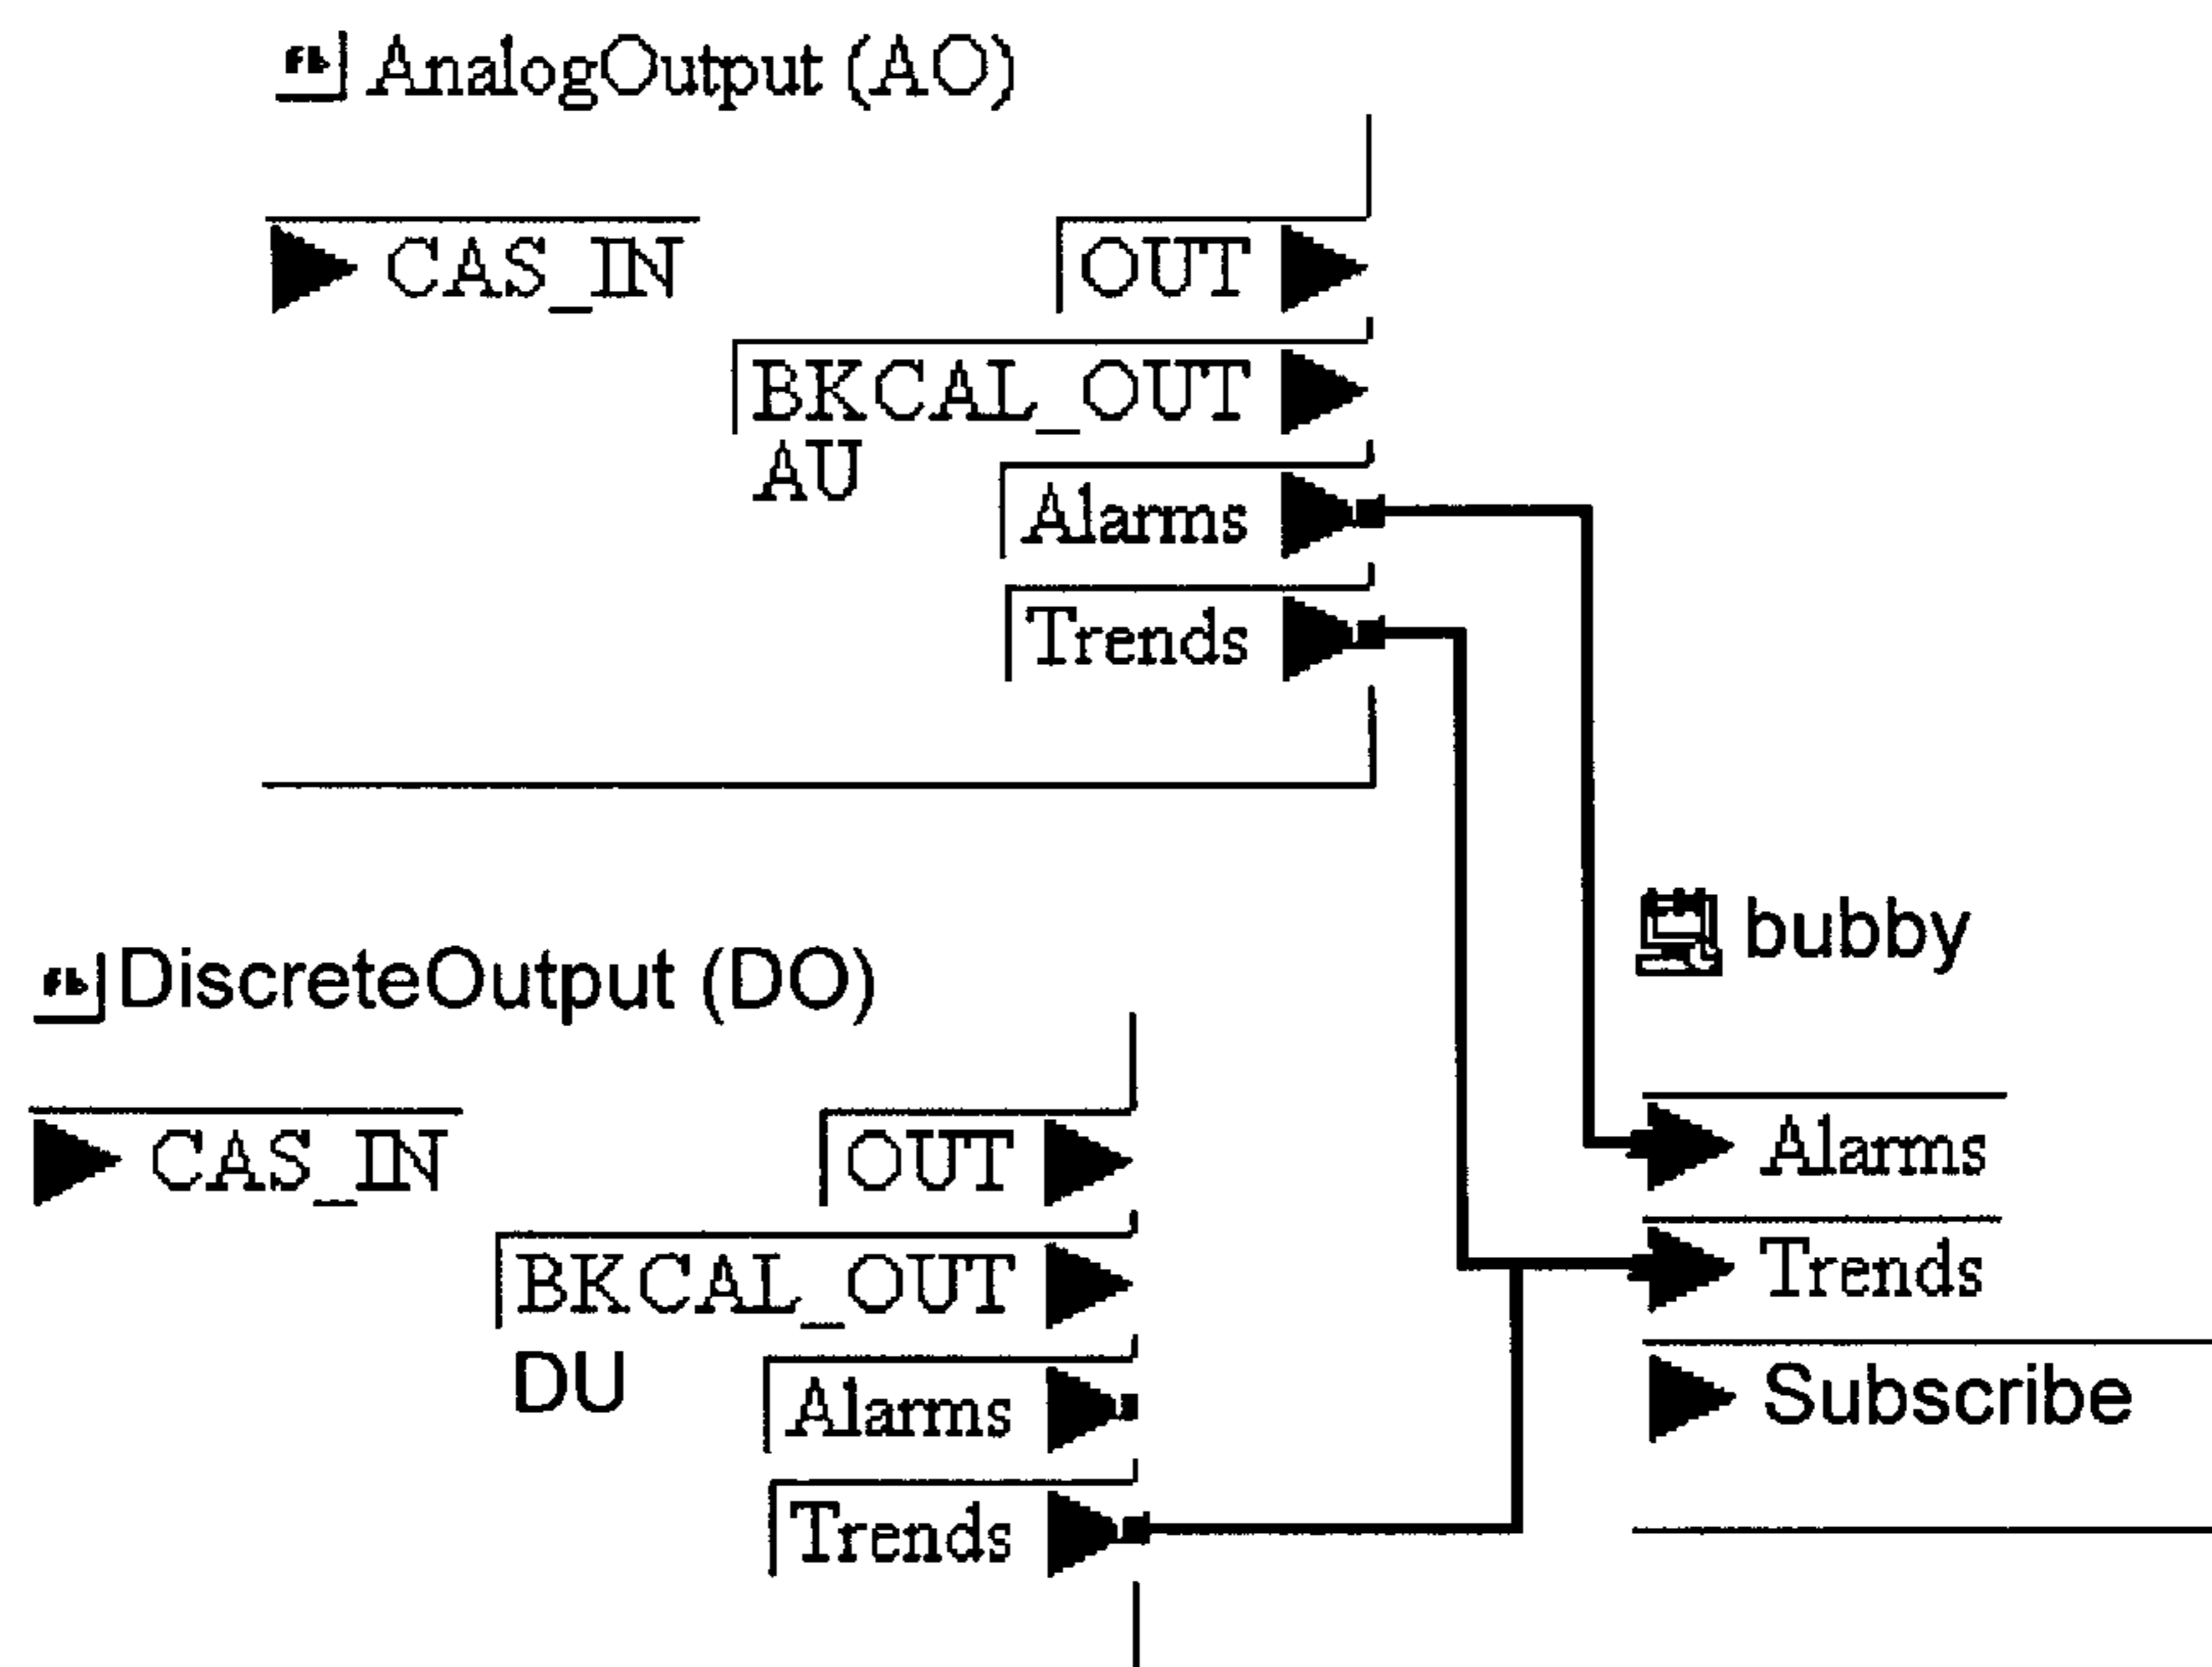 AnalogOutput (AO)
CAS_IN
OUT
BKCAL_OUT
AU
Alarms
Trends
bubby
DiscreteOutput (DO)
Alarms
CAS_IN
OUT
Trends
BKCAL_OUT
DU
Subscribe
Alarms
Trends